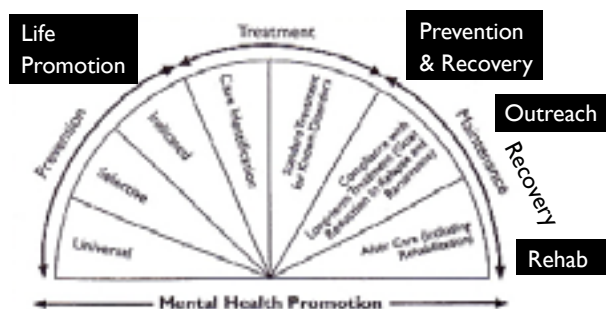 Life
Promotion
Treatment
Prevention
& Recovery
Outreach
Prevention
Maintenance
Recovery
Universal
Selective
Indicated
Case Identification
Standard Treatment
for Known Disorders
Compliance with
Long-term Treatment (Goal:
Reduction in Relapse and
Recurrence)
After Care (including
Rehabilitation)
Rehab
Mental Health Promotion